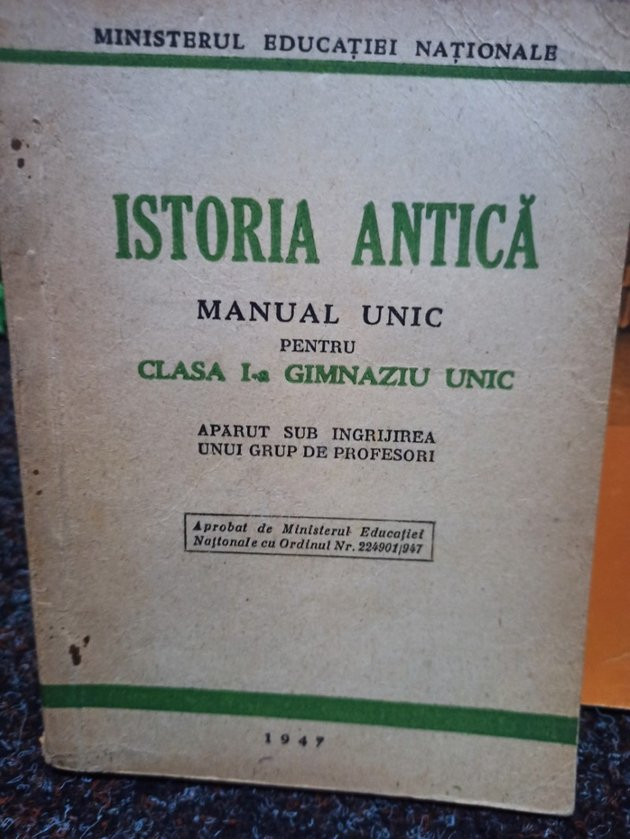 MINISTERUL EDUCAȚIEI NAȚIONALE
ISTORIA ANTICĂ
MANUAL UNIC
PENTRU
CLASA I-a GIMNAZIU UNIC
APĂRUT SUB INGRIJIREA
UNUI GRUP DE PROFESORI
Aprobat de Ministerul Educației
Naționale cu Ordinul Nr. 224901/947
1947